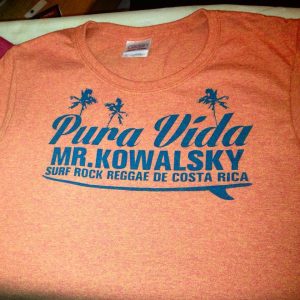 Pura Vida
MR.KOWALSKY
SURF ROCK REGGAE DE COSTA RICA